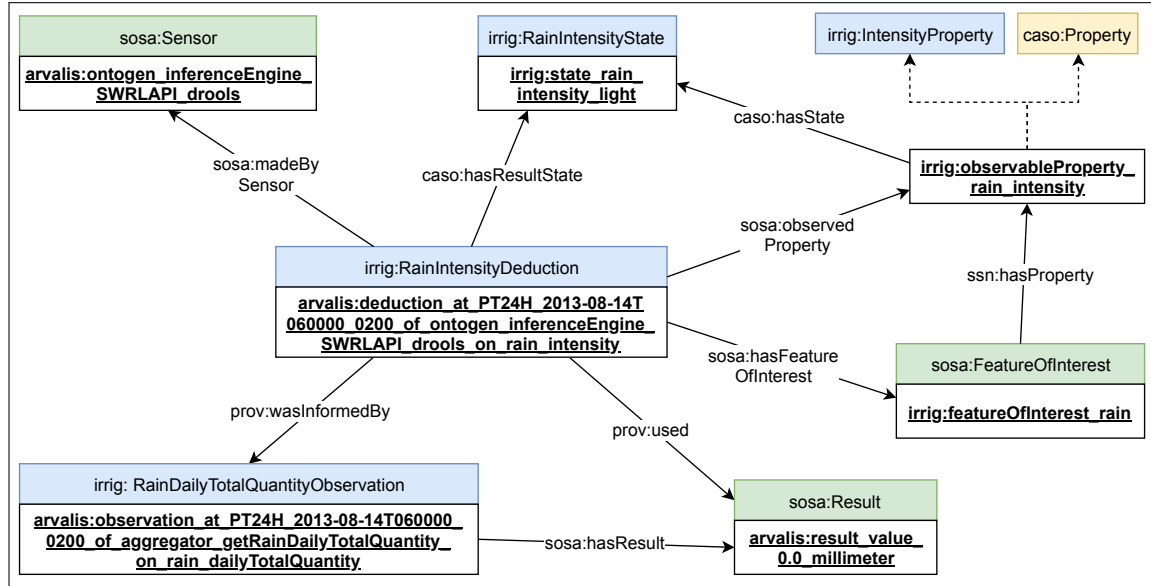 sosa:Sensor
arvalis:ontogen_inferenceEngine_
SWRLAPI_drools
irrig:RainIntensityState
irrig:state_rain_
intensity_light
irrig:IntensityProperty
caso:Property
caso:hasState
sosa:madeBy
Sensor
caso:hasResultState
irrig:observableProperty_
rain_intensity
sosa:observed
Property
irrig:RainIntensityDeduction
arvalis:deduction_at_PT24H_2013-08-14T
060000_0200_of_ontogen_inferenceEngine_
SWRLAPI_drools_on_rain_intensity
ssn:hasProperty
sosa:hasFeature
OfInterest
sosa:FeatureOfInterest
irrig:featureOfInterest_rain
prov:wasInformedBy
prov:used
irrig: RainDailyTotalQuantityObservation
arvalis:observation_at_PT24H_2013-08-14T060000_
0200_of_aggregator_getRainDailyTotalQuantity_
on_rain_dailyTotalQuantity
sosa:hasResult
sosa:Result
arvalis:result_value_
0.0_millimeter